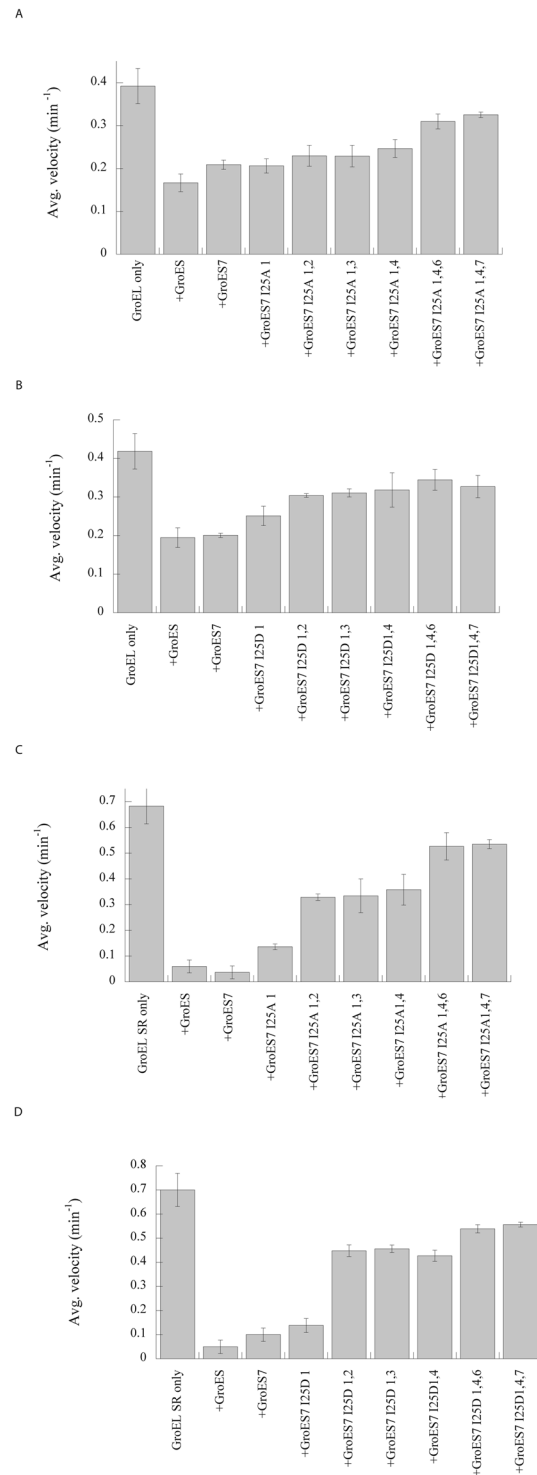 A
Avg. velocity (min -1)
0.4
0.3
0.2
0.1
0
GroEL only
+GroES
+GroES7
+GroES7 I25A 1
+GroES7 I25A 1,2
+GroES7 I25A 1,3
+GroES7 I25A 1,4
+GroES7 I25A 1,4,6
+GroES7 I25A 1,4,7
B
Avg. velocity (min-1)
0.5
0.4
0.3
0.2
0.1
0
GroEL only
+GroES
+GroES7
+GroES7 I25D 1
+GroES7 I25D 1,2
+GroES7 I25D 1,3
+GroES7 I25D1,4
+GroES7 I25D 1,4,6
+GroES7 I25D1,4,7
C
Avg. velocity (min-1)
0.7
0.6
0.5
0.4
0.3
0.2
0.1
0
GroEL SR only
+GroES
+GroES7
+GroES7 I25A 1
+GroES7 I25A 1,2
+GroES7 I25A 1,3
+GroES7 I25A1,4
+GroES7 I25A 1,4,6
+GroES7 I25A1,4,7
D
Avg. velocity (min-1)
0.8
0.7
0.6
0.5
0.4
0.3
0.2
0.1
0
GroEL SR only
+GroES
+GroES7
+GroES7 I25D 1
+GroES7 I25D 1,2
+GroES7 I25D 1,3
+GroES7 I25D1,4
+GroES7 I25D 1,4,6
+GroES7 I25D1,4,7